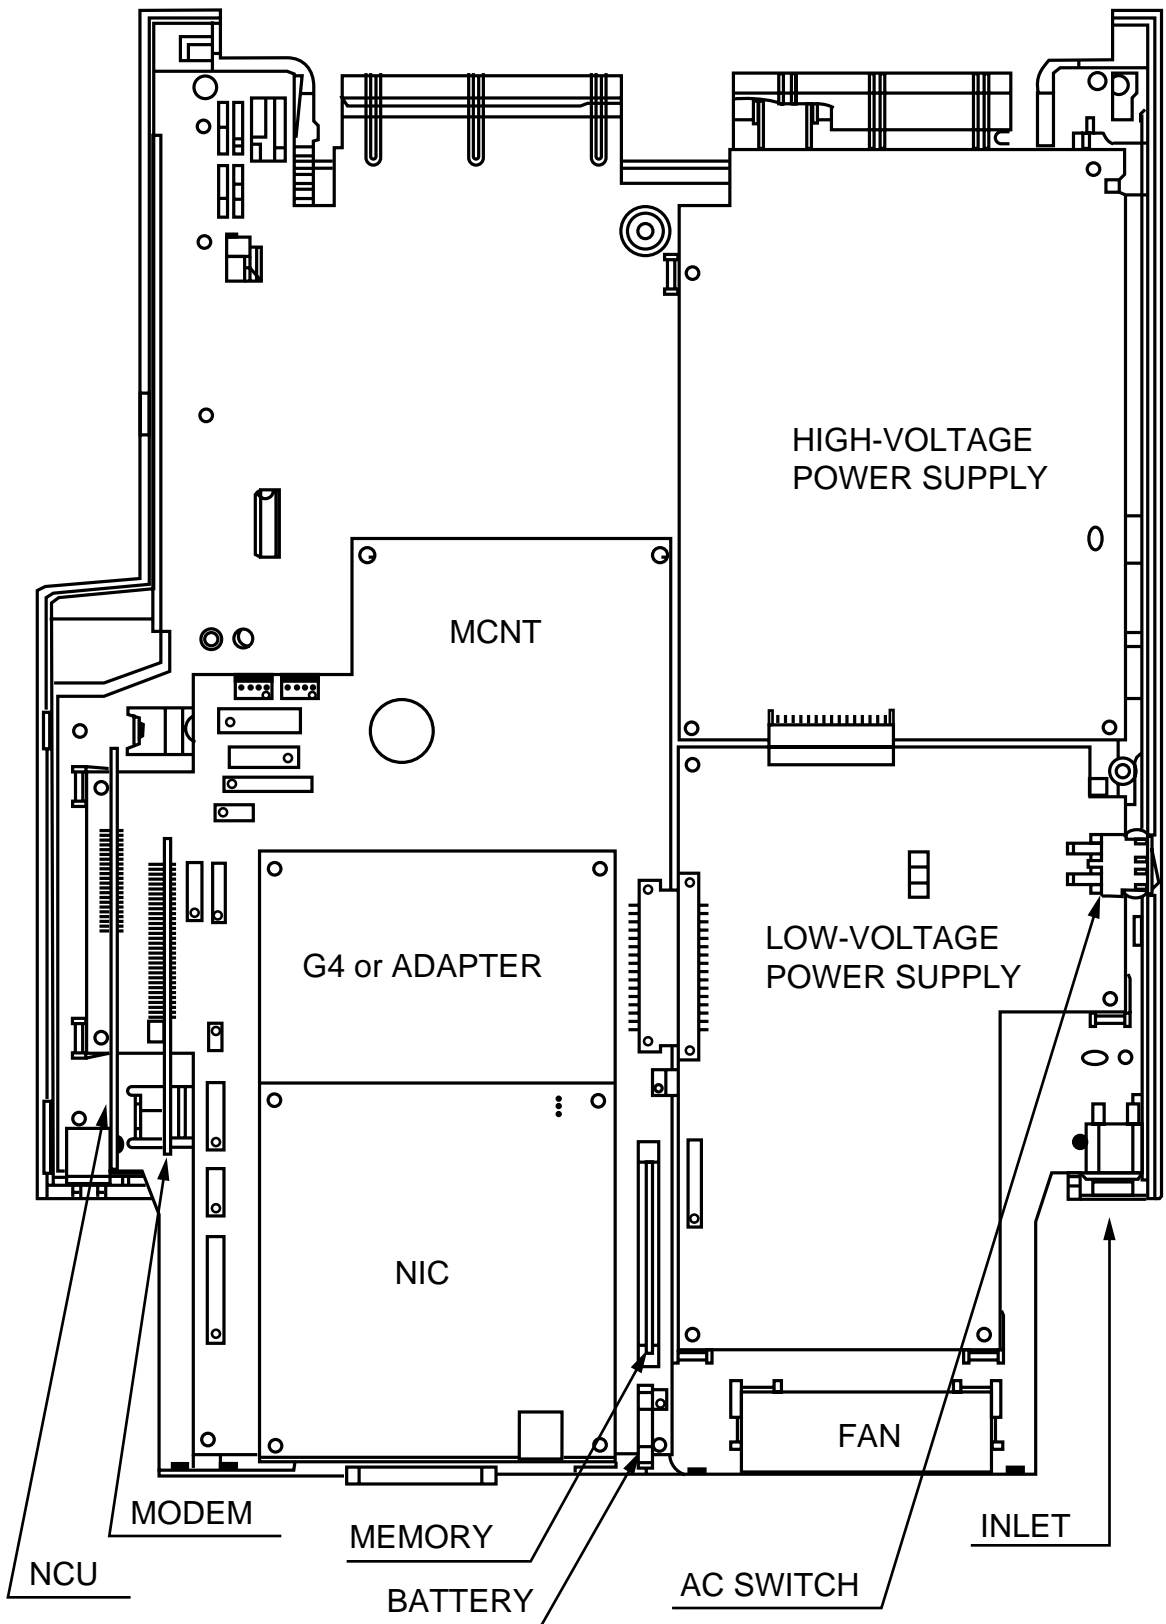 HIGH-VOLTAGE
POWER SUPPLY
MCNT
G4 or ADAPTER
LOW-VOLTAGE
POWER SUPPLY
NIC
FAN
MODEM
MEMORY
INLET
NCU
BATTERY
AC SWITCH